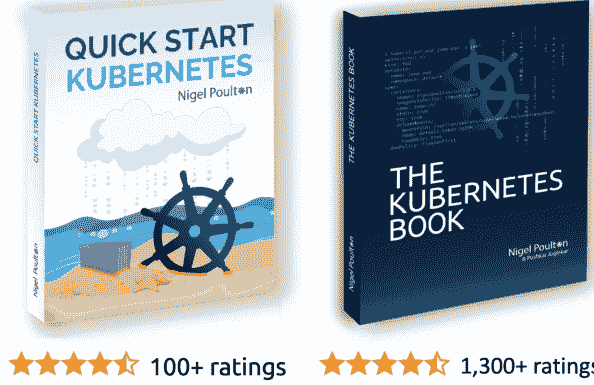 QUICK START
KUBERNETES
Nigel Poulton
QUICK START KUBERNETES
Nigel Poulton
THE KUBERNETES BOOK
Nigel Poulton
THE
KUBERNETES
BOOK
Nigel Poulton
& Pushkar Joglekar
100+ ratings
1,300+ ratings